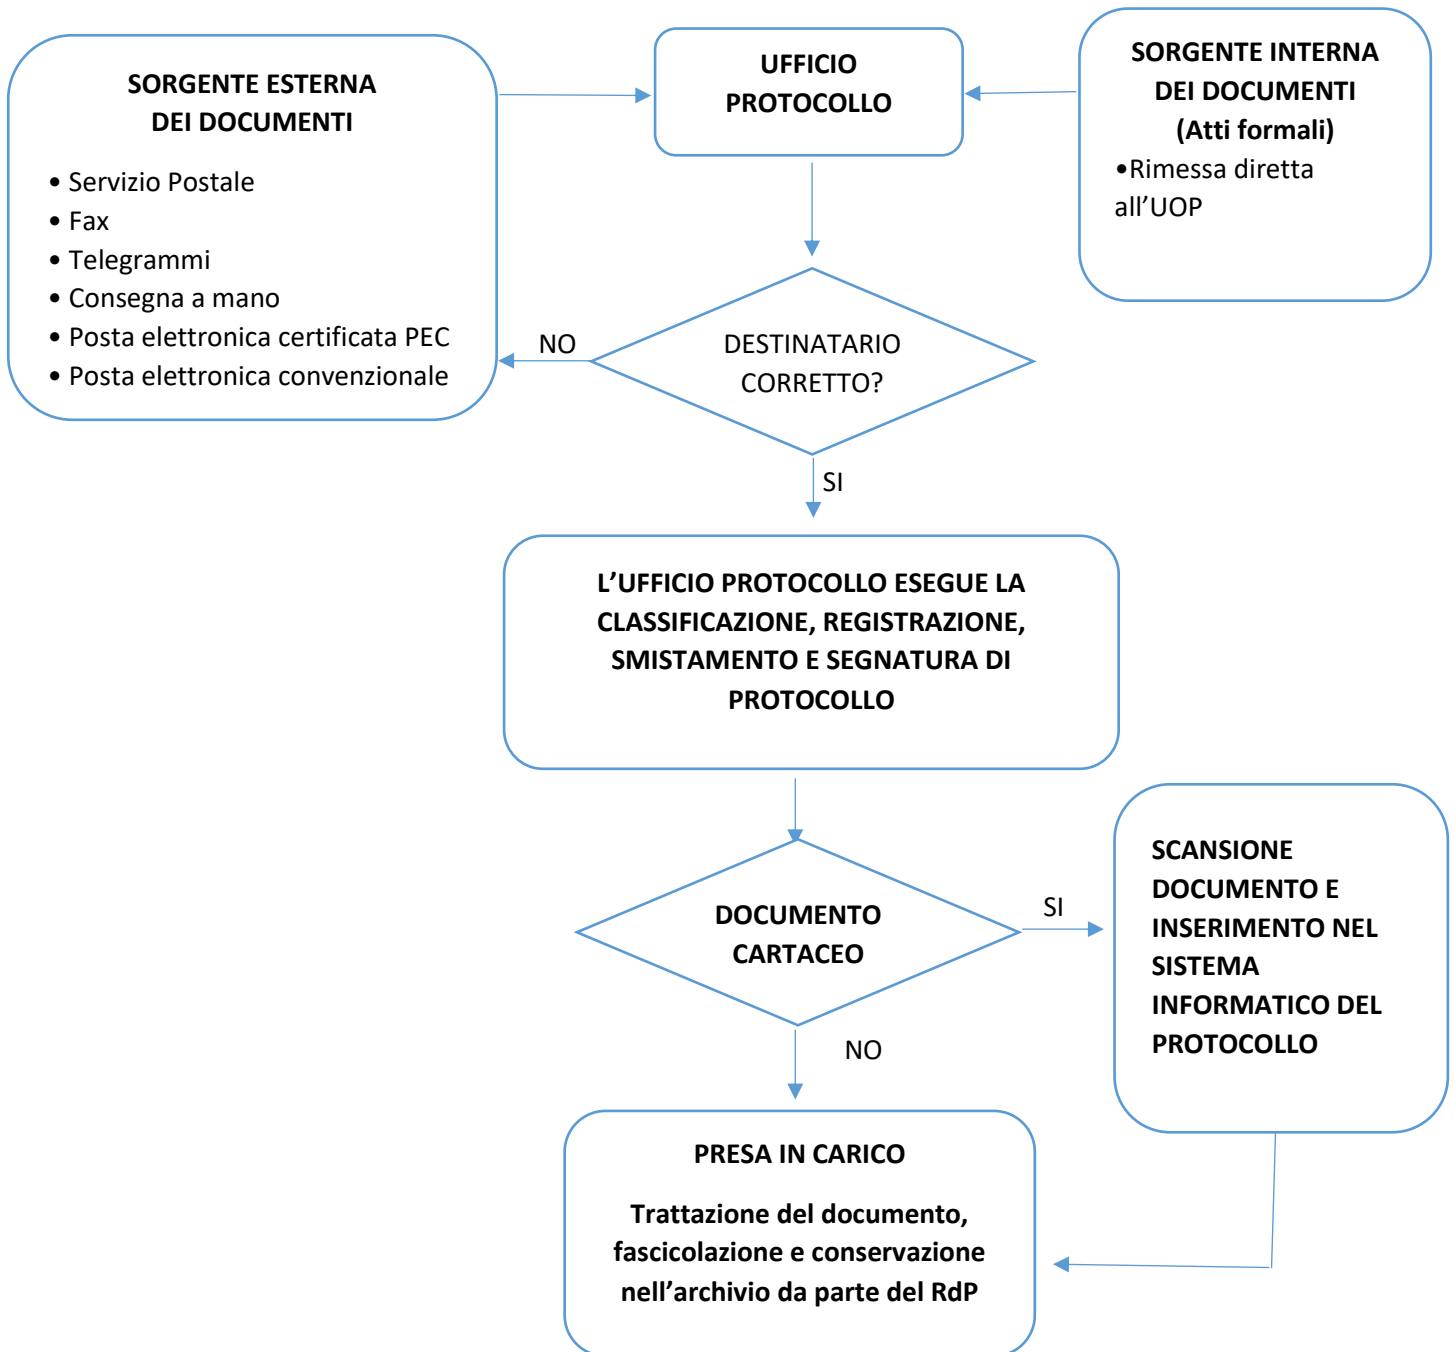 SORGENTE ESTERNA
DEI DOCUMENTI
• Servizio Postale
• Fax
• Telegrammi
• Consegna a mano
• Posta elettronica certificata PEC
• Posta elettronica convenzionale
UFFICIO
PROTOCOLLO
SORGENTE INTERNA
DEI DOCUMENTI
(Atti formali)
•Rimessa diretta
all’UOP
NO
DESTINATARIO
CORRETTO?
SI
L’UFFICIO PROTOCOLLO ESEGUE LA
CLASSIFICAZIONE, REGISTRAZIONE,
SMISTAMENTO E SEGNATURA DI
PROTOCOLLO
DOCUMENTO
CARTACEO
SI
SCANSIONE
DOCUMENTO E
INSERIMENTO NEL
SISTEMA
INFORMATICO DEL
PROTOCOLLO
NO
PRESA IN CARICO
Trattazione del documento,
fascicolazione e conservazione
nell’archivio da parte del RdP